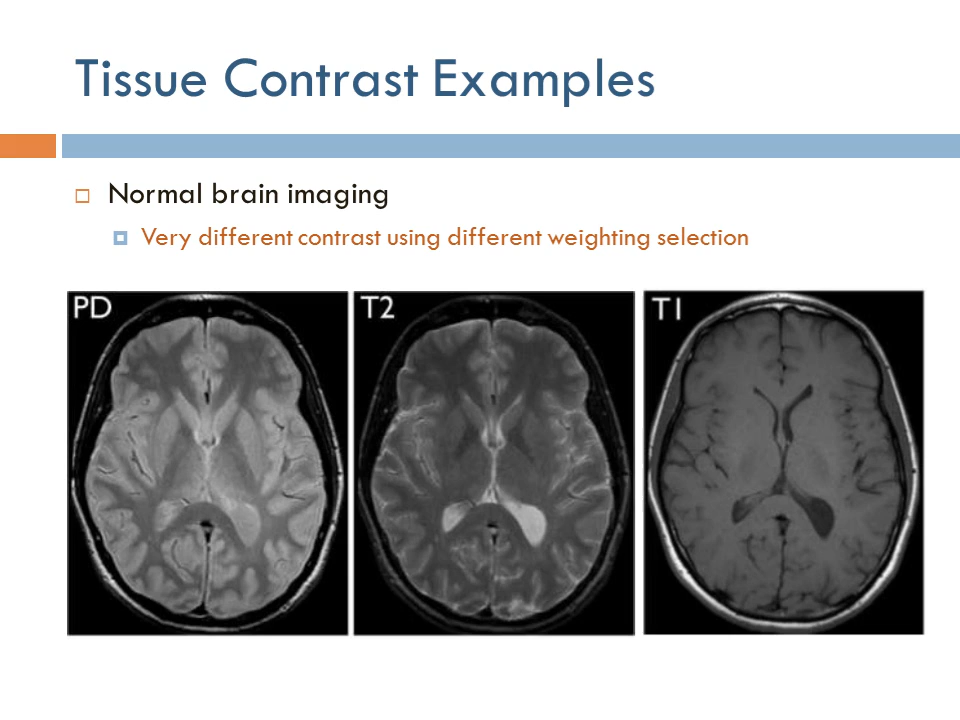 Tissue Contrast Examples
Normal brain imaging
Very different contrast using different weighting selection
PD
T2
T1